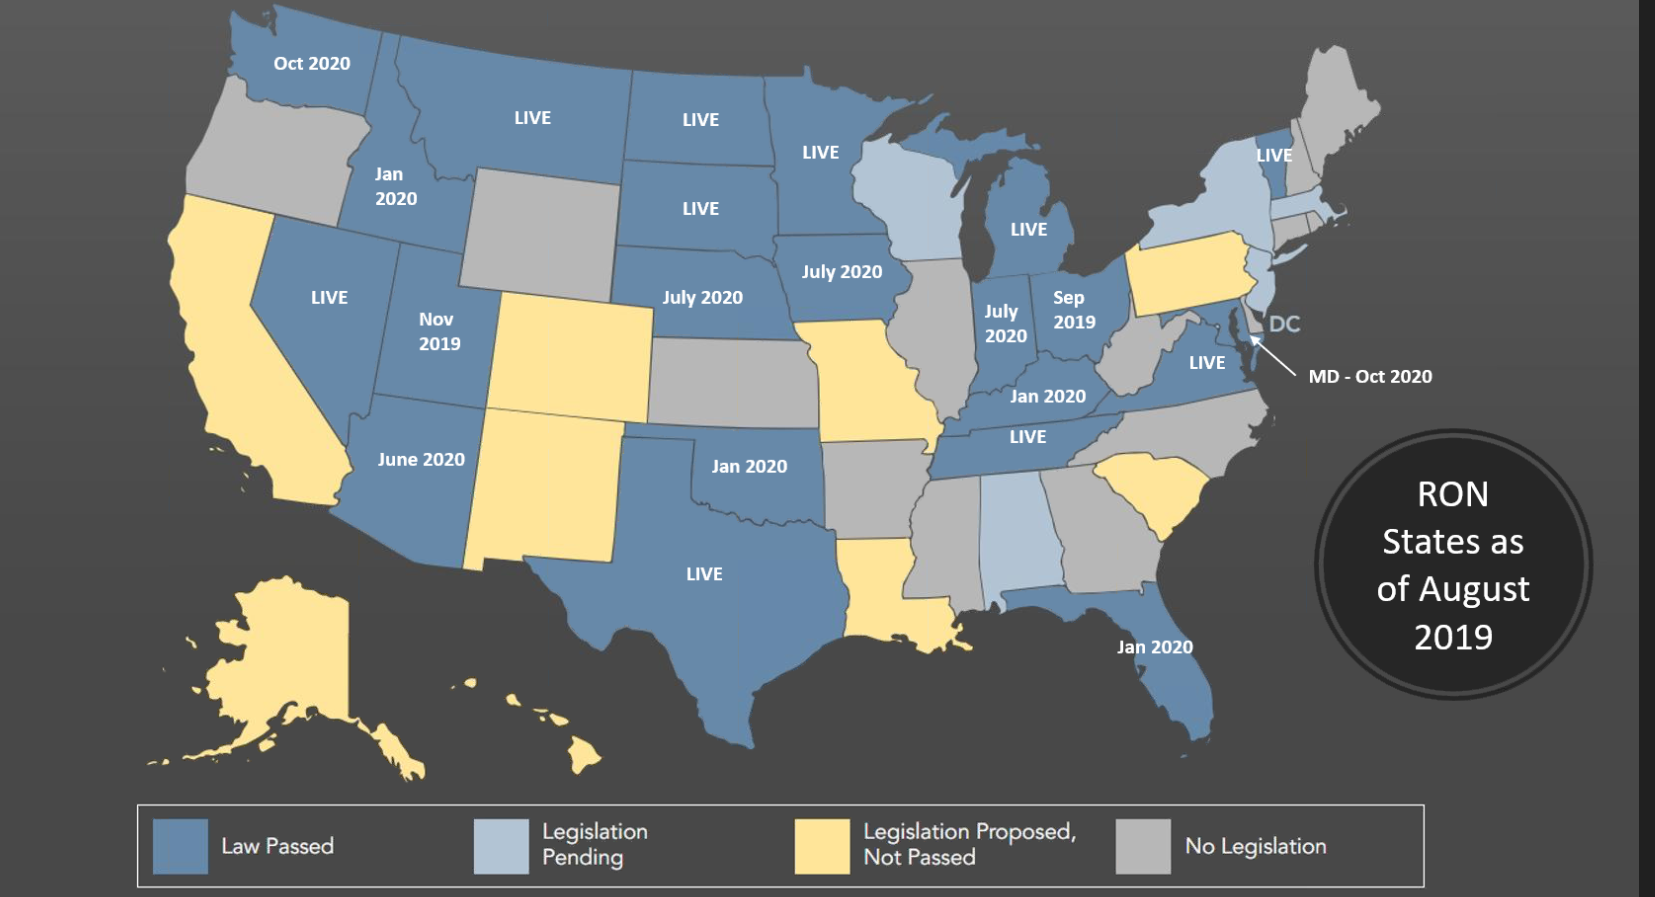 Oct 2020
LIVE
LIVE
LIVE
LIVE
Jan
2020
LIVE
LIVE
July 2020
LIVE
July 2020
Nov
2019
July
2020
Sep
2019
DC
LIVE
MD - Oct 2020
Jan 2020
LIVE
June 2020
Jan 2020
LIVE
Jan 2020
RON
States as
of August
2019
Law Passed
Legislation
Pending
Legislation Proposed,
Not Passed
No Legislation